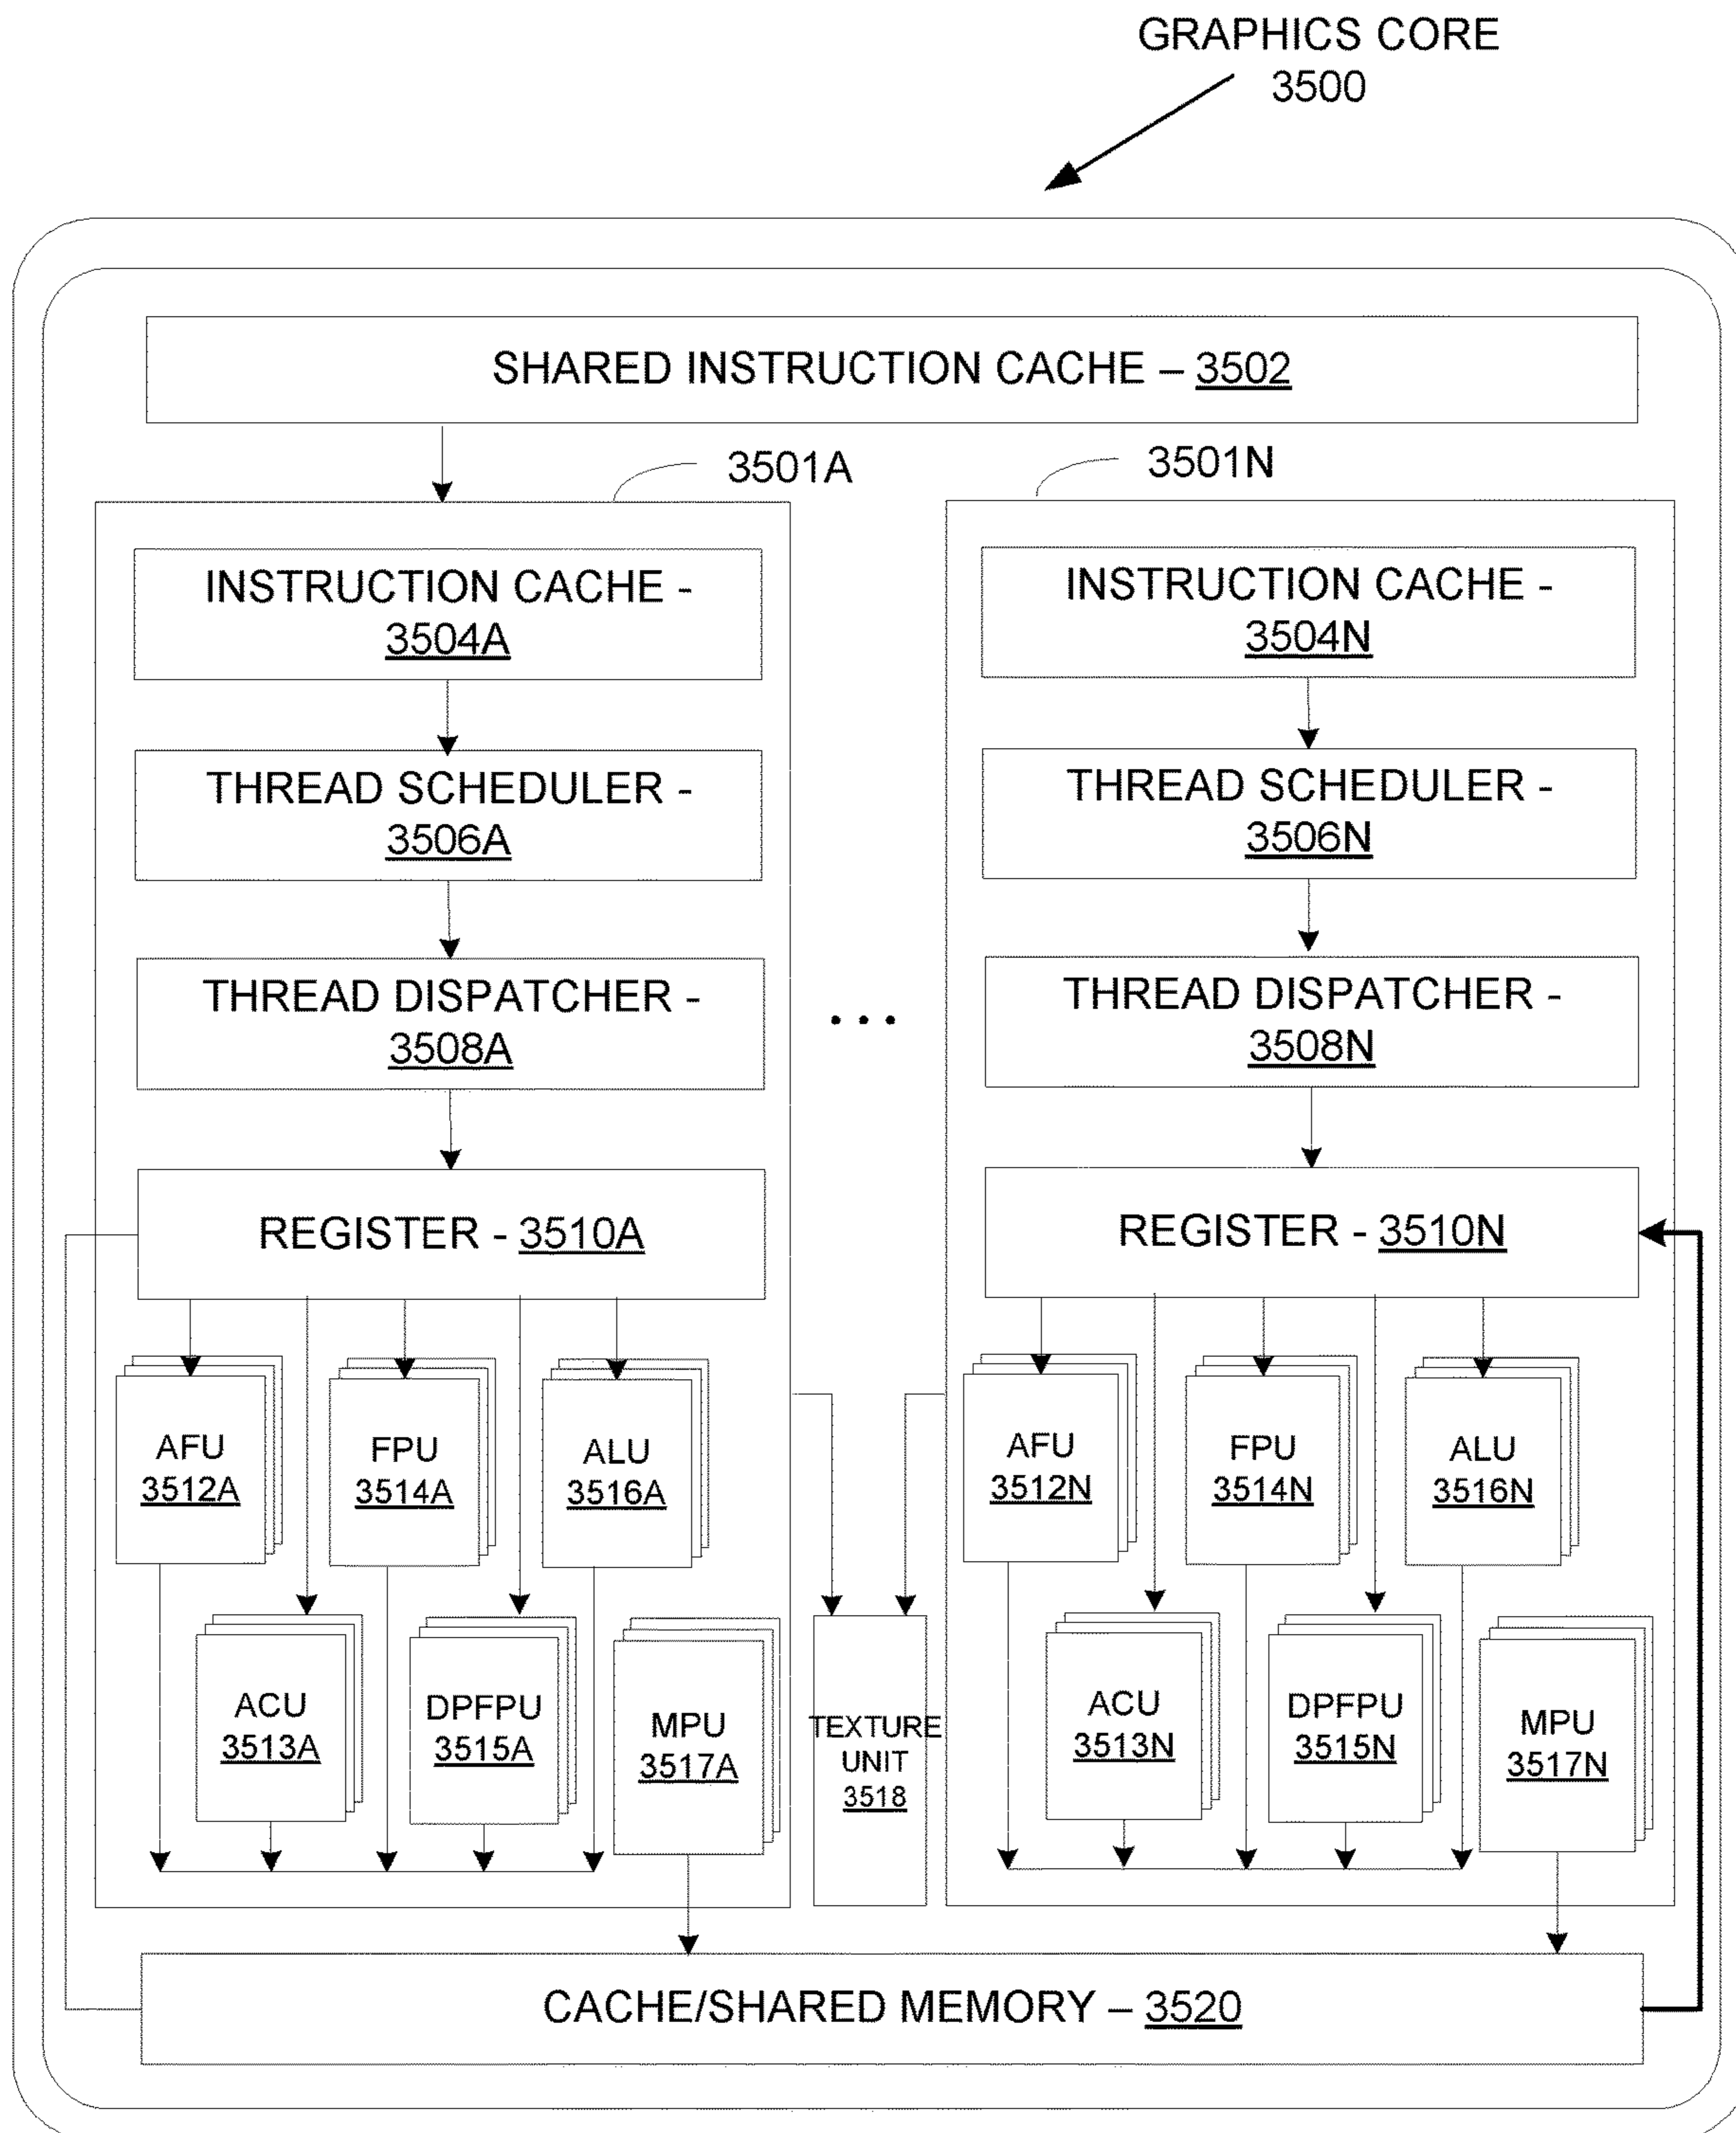 GRAPHICS CORE
3500
SHARED INSTRUCTION CACHE – 3502
3501A
3501N
INSTRUCTION CACHE -
3504A
INSTRUCTION CACHE -
3504N
THREAD SCHEDULER -
3506A
THREAD SCHEDULER -
3506N
THREAD DISPATCHER -
3508A
...
THREAD DISPATCHER -
3508N
REGISTER - 3510A
REGISTER - 3510N
AFU
3512A
FPU
3514A
ALU
3516A
AFU
3512N
FPU
3514N
ALU
3516N
ACU
3513A
DPFPU
3515A
MPU
3517A
TEXTURE
UNIT
3518
ACU
3513N
DPFPU
3515N
MPU
3517N
CACHE/SHARED MEMORY – 3520